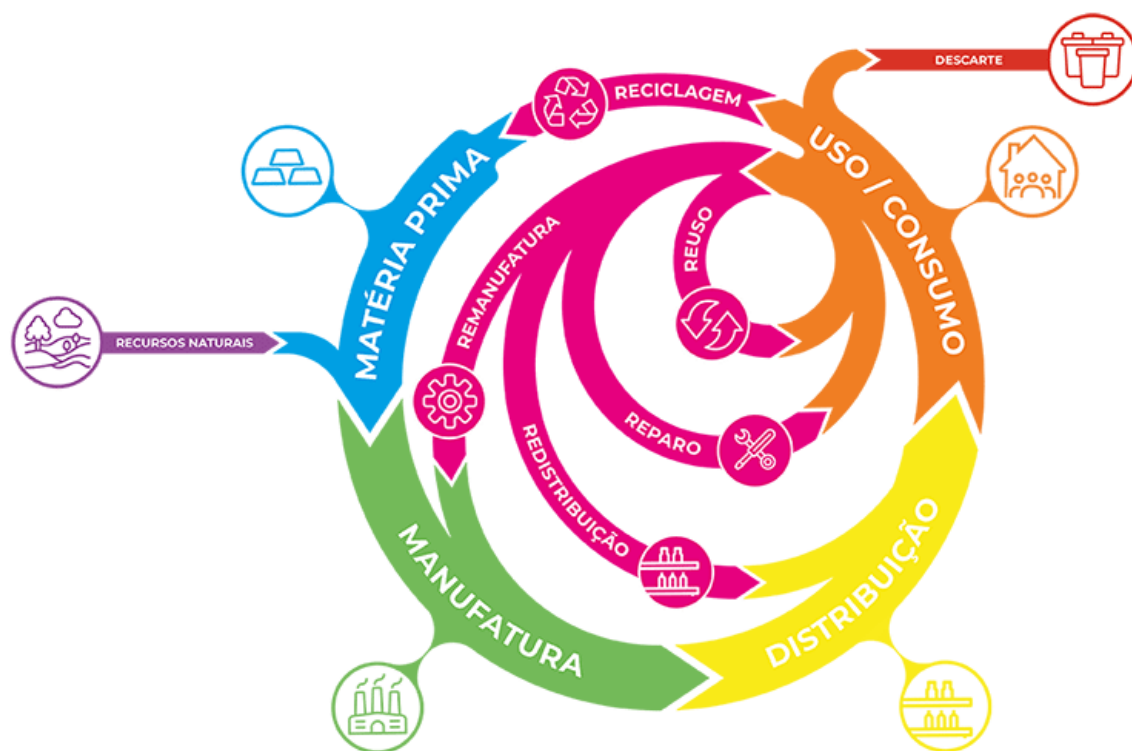 DESCARTE
RECICLAGEM
USO / CONSUMO
MATÉRIA PRIMA
REUSO
REMANUFATURA
RECURSOS NATURAIS
REPARO
REDISTRIBUIÇÃO
MANUFATURA
DISTRIBUIÇÃO